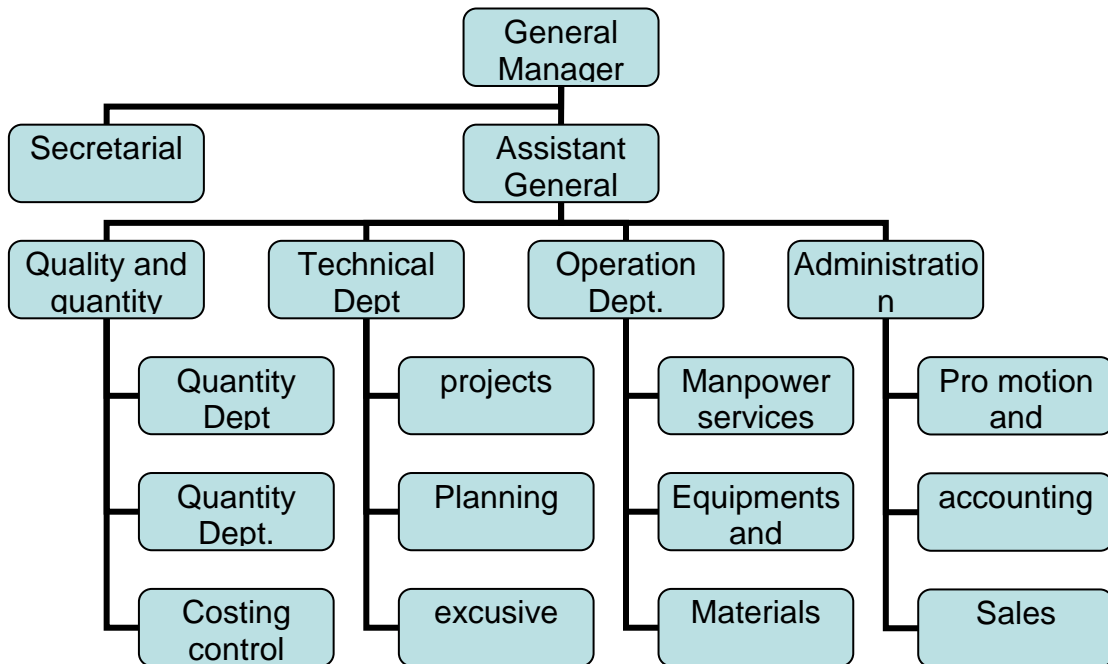 General
Manager
Secretarial
Assistant
General
Quality and
quantity
Technical
Dept
Operation
Dept.
Administratio
n
Quantity
Dept
projects
Manpower
services
Pro motion
and
Quantity
Dept.
Planning
Equipments
and
accounting
Costing
control
excusive
Materials
Sales